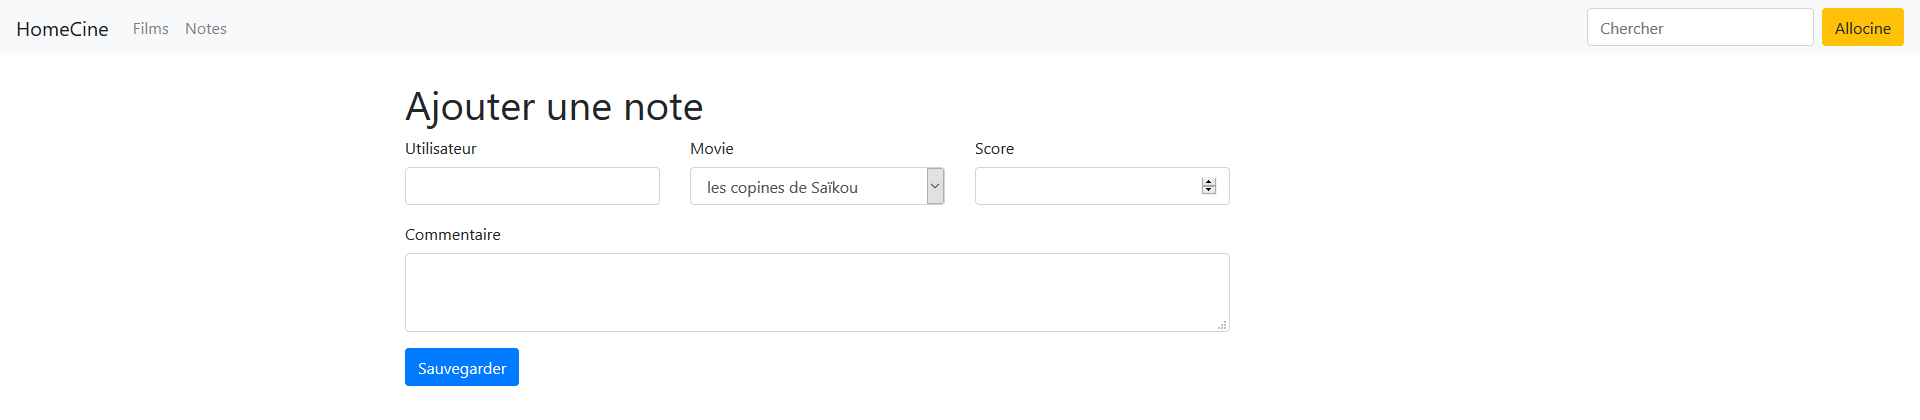 HomeCine Films Notes Chercher Allocine
Ajouter une note
Utilisateur Movie Score
les copines de Saïkou
Commentaire
Sauvegarder